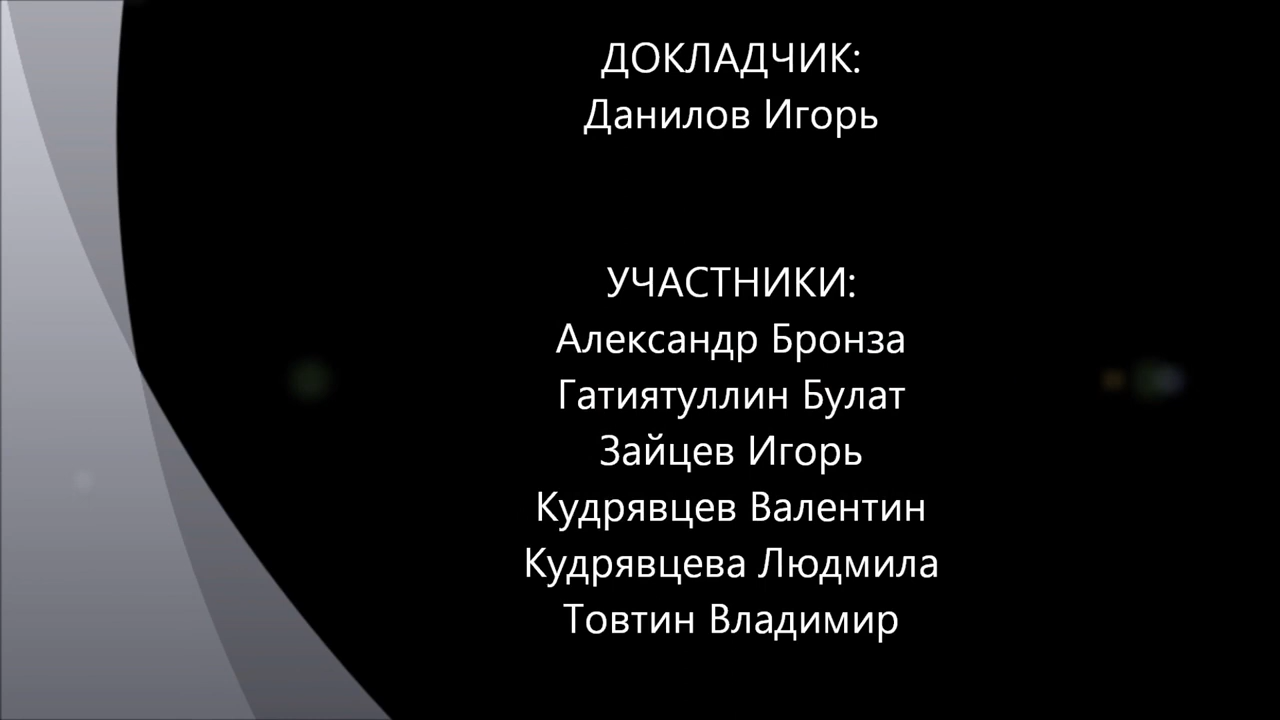 ДОКЛАДЧИК:
Данилов Игорь
УЧАСТНИКИ:
Александр Бронза
Гатиятуллин Булат
Зайцев Игорь
Кудрявцев Валентин
Кудрявцева Людмила
Товтин Владимир